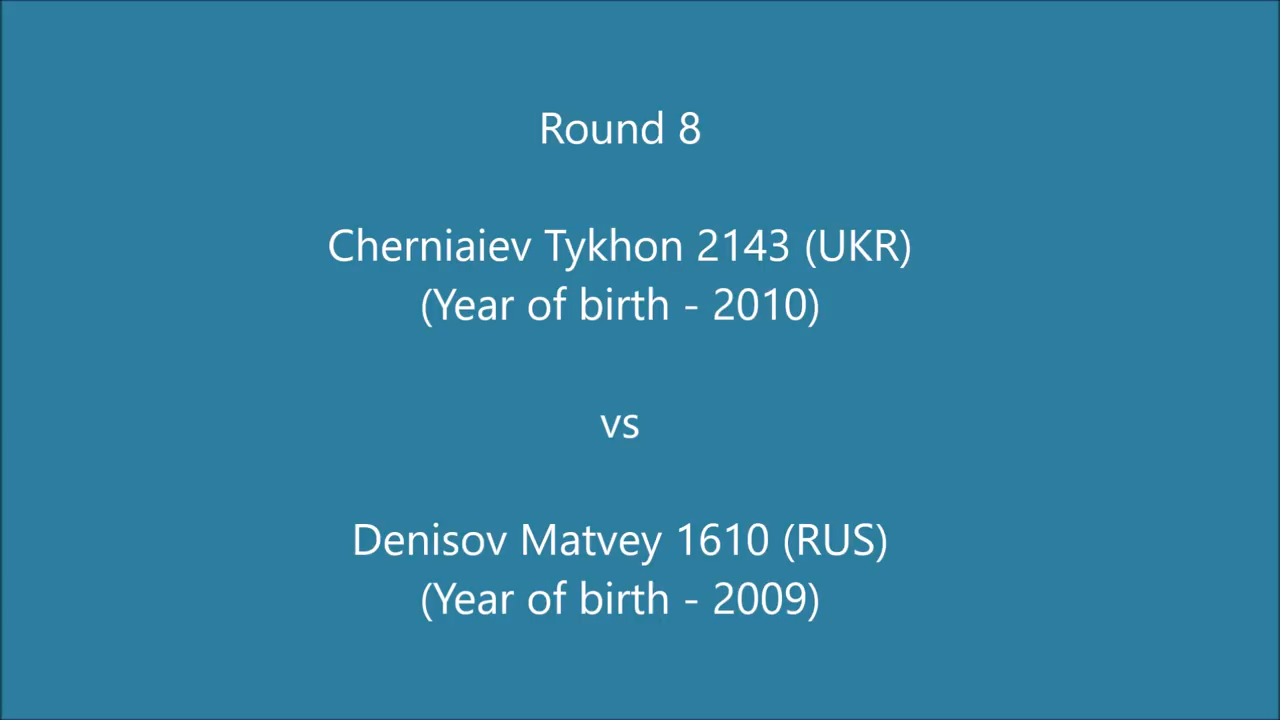 Round 8
Cherniaiev Tykhon 2143 (UKR)
(Year of birth - 2010)
vs
Denisov Matvey 1610 (RUS)
(Year of birth - 2009)